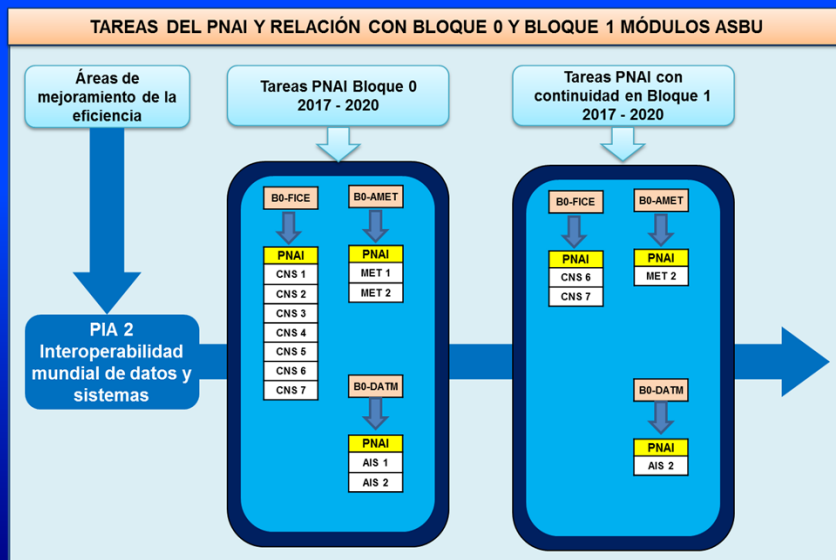 TAREAS DEL PNAI Y RELACIÓN CON BLOQUE 0 Y BLOQUE 1 MÓDULOS ASBU
Áreas de
mejoramiento de la
eficiencia
Tareas PNAI Bloque 0
2017 - 2020
Tareas PNAI con
continuidad en Bloque 1
2017 - 2020
PIA 2
Interoperabilidad
mundial de datos y
sistemas
B0-FICE
PNAI
CNS 1
CNS 2
CNS 3
CNS 4
CNS 5
CNS 6
CNS 7
B0-AMET
PNAI
MET 1
MET 2
B0-DATM
PNAI
AIS 1
AIS 2
B0-FICE
PNAI
CNS 6
CNS 7
B0-AMET
PNAI
MET 2
B0-DATM
PNAI
AIS 2